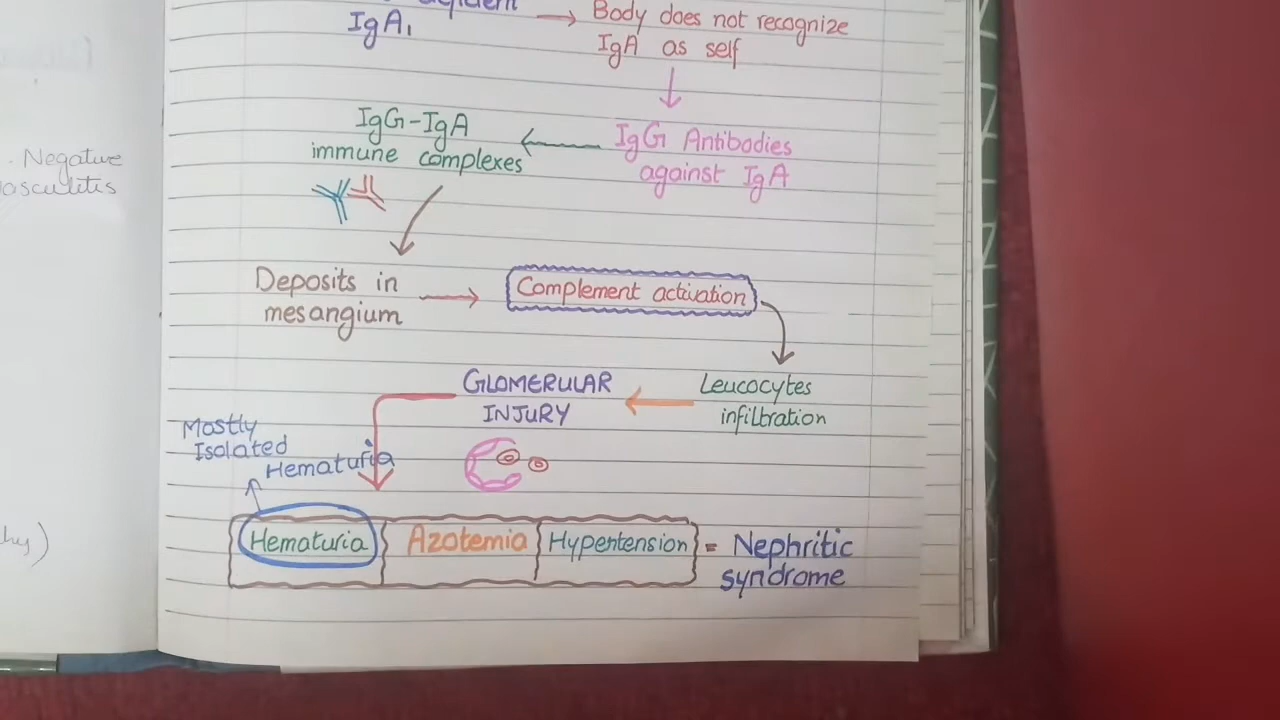 IgA1
→ Body does not recognize
IgA as self
IgG Antibodies
against IgA
IgG-IgA
immune complexes
Deposits in
mesangium
Complement activation
Leucocytes
infiltration
GLOMERULAR
INJURY
Mostly
Isolated
Hematuria
Hematuria Azotemia Hypertension = Nephritic
syndrome
Negative